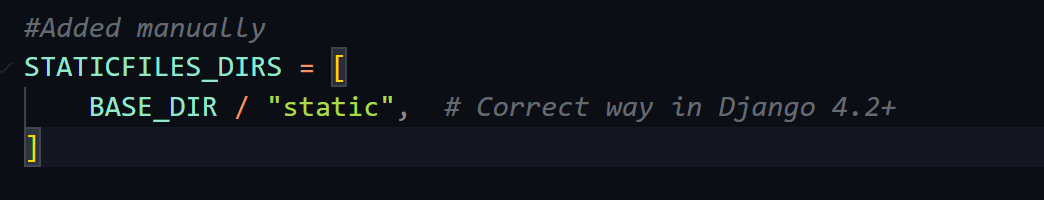 #Added manually
STATICFILES_DIRS = [
    BASE_DIR / "static",  # Correct way in Django 4.2+
]